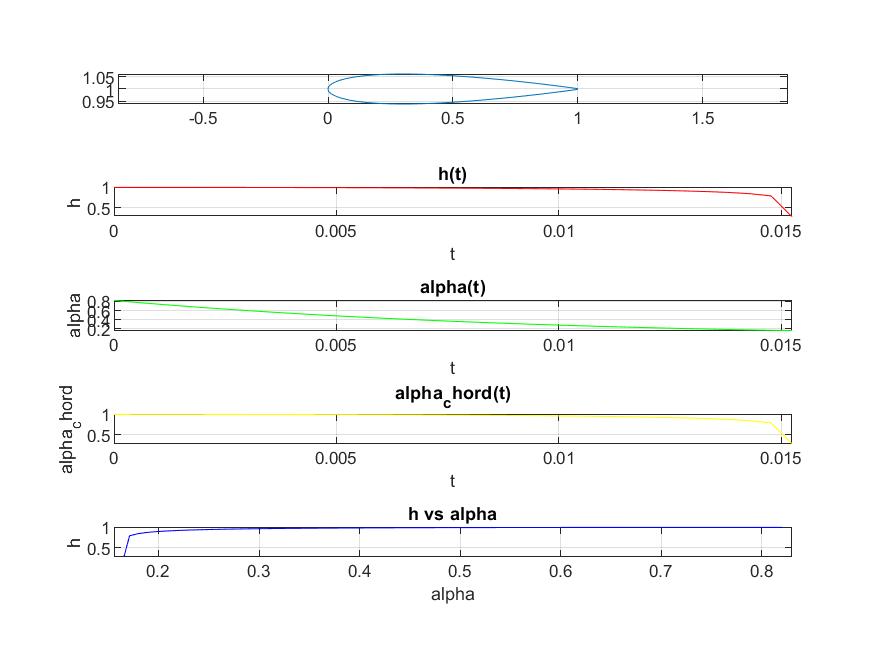 1.05
1
0.95
-0.5 0 0.5 1 1.5
h(t)
1
0.5
h
0 0.005 0.01 0.015
t
alpha(t)
0.8
0.6
0.4
0.2
alpha
0 0.005 0.01 0.015
t
alpha_chord(t)
1
0.5
alpha_chord
0 0.005 0.01 0.015
t
h vs alpha
1
0.5
h
0.2 0.3 0.4 0.5 0.6 0.7 0.8
alpha